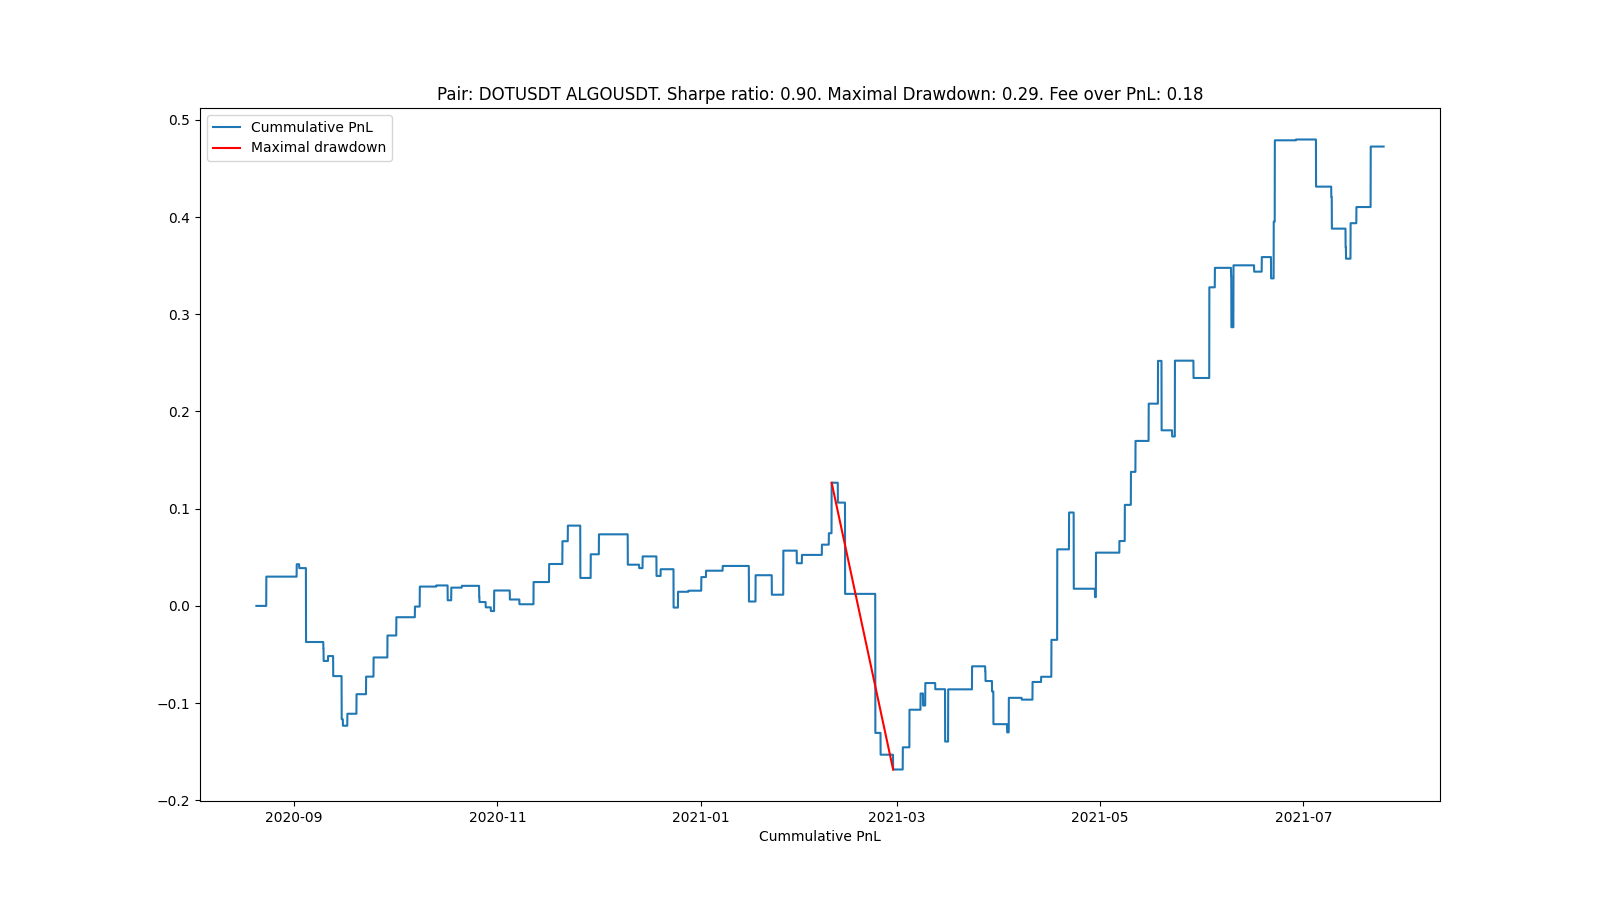 Pair: DOTUSDT ALGOUSDT. Sharpe ratio: 0.90. Maximal Drawdown: 0.29. Fee over PnL: 0.18
Cummulative PnL
Maximal drawdown
0.5
0.4
0.3
0.2
0.1
0.0
−0.1
−0.2
2020-09 2020-11 2021-01 2021-03 2021-05 2021-07
Cummulative PnL